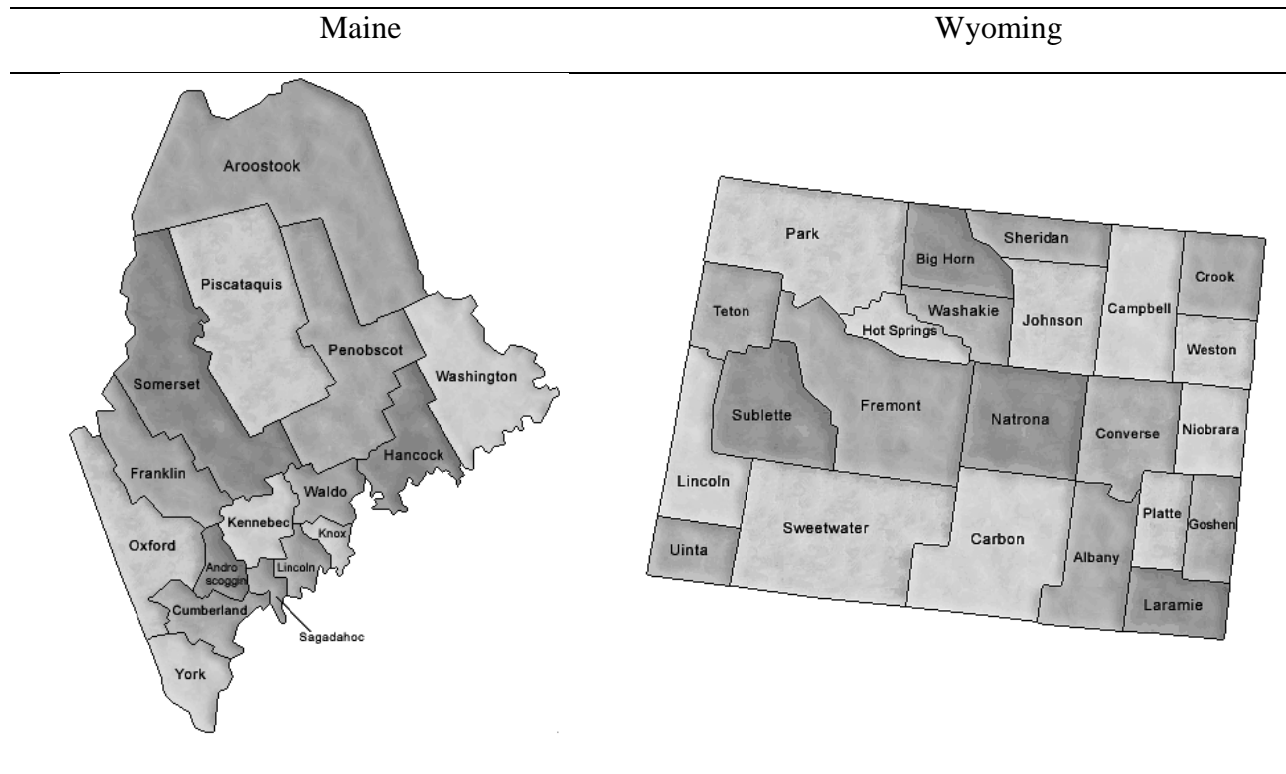 Maine
Wyoming
Aroostook
Piscataquis
Penobscot
Somerset
Washington
Hancock
Franklin
Waldo
Kennebec
Knox
Oxford
Andro
scoggin
Lincoln
Cumberland
Sagadahoc
York
Park
Sheridan
Big Horn
Crook
Teton
Washakie
Campbell
Johnson
Hot Springs
Weston
Sublette
Fremont
Natrona
Converse
Niobrara
Lincoln
Sweetwater
Carbon
Platte
Goshen
Uinta
Albany
Laramie